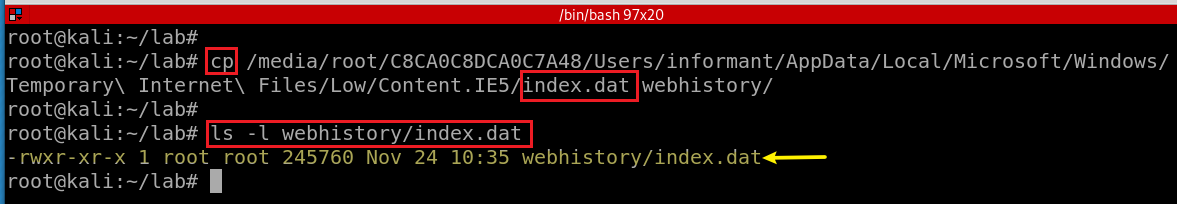 /bin/bash 97x20
root@kali:~/lab#
root@kali:~/lab# cp /media/root/C8CA0C8DCA0C7A48/Users/informant/AppData/Local/Microsoft/Windows/
Temporary\ Internet\ Files/Low/Content.IE5/index.dat webhistory/
root@kali:~/lab#
root@kali:~/lab# ls -l webhistory/index.dat
-rwxr-xr-x 1 root root 245760 Nov 24 10:35 webhistory/index.dat
root@kali:~/lab#